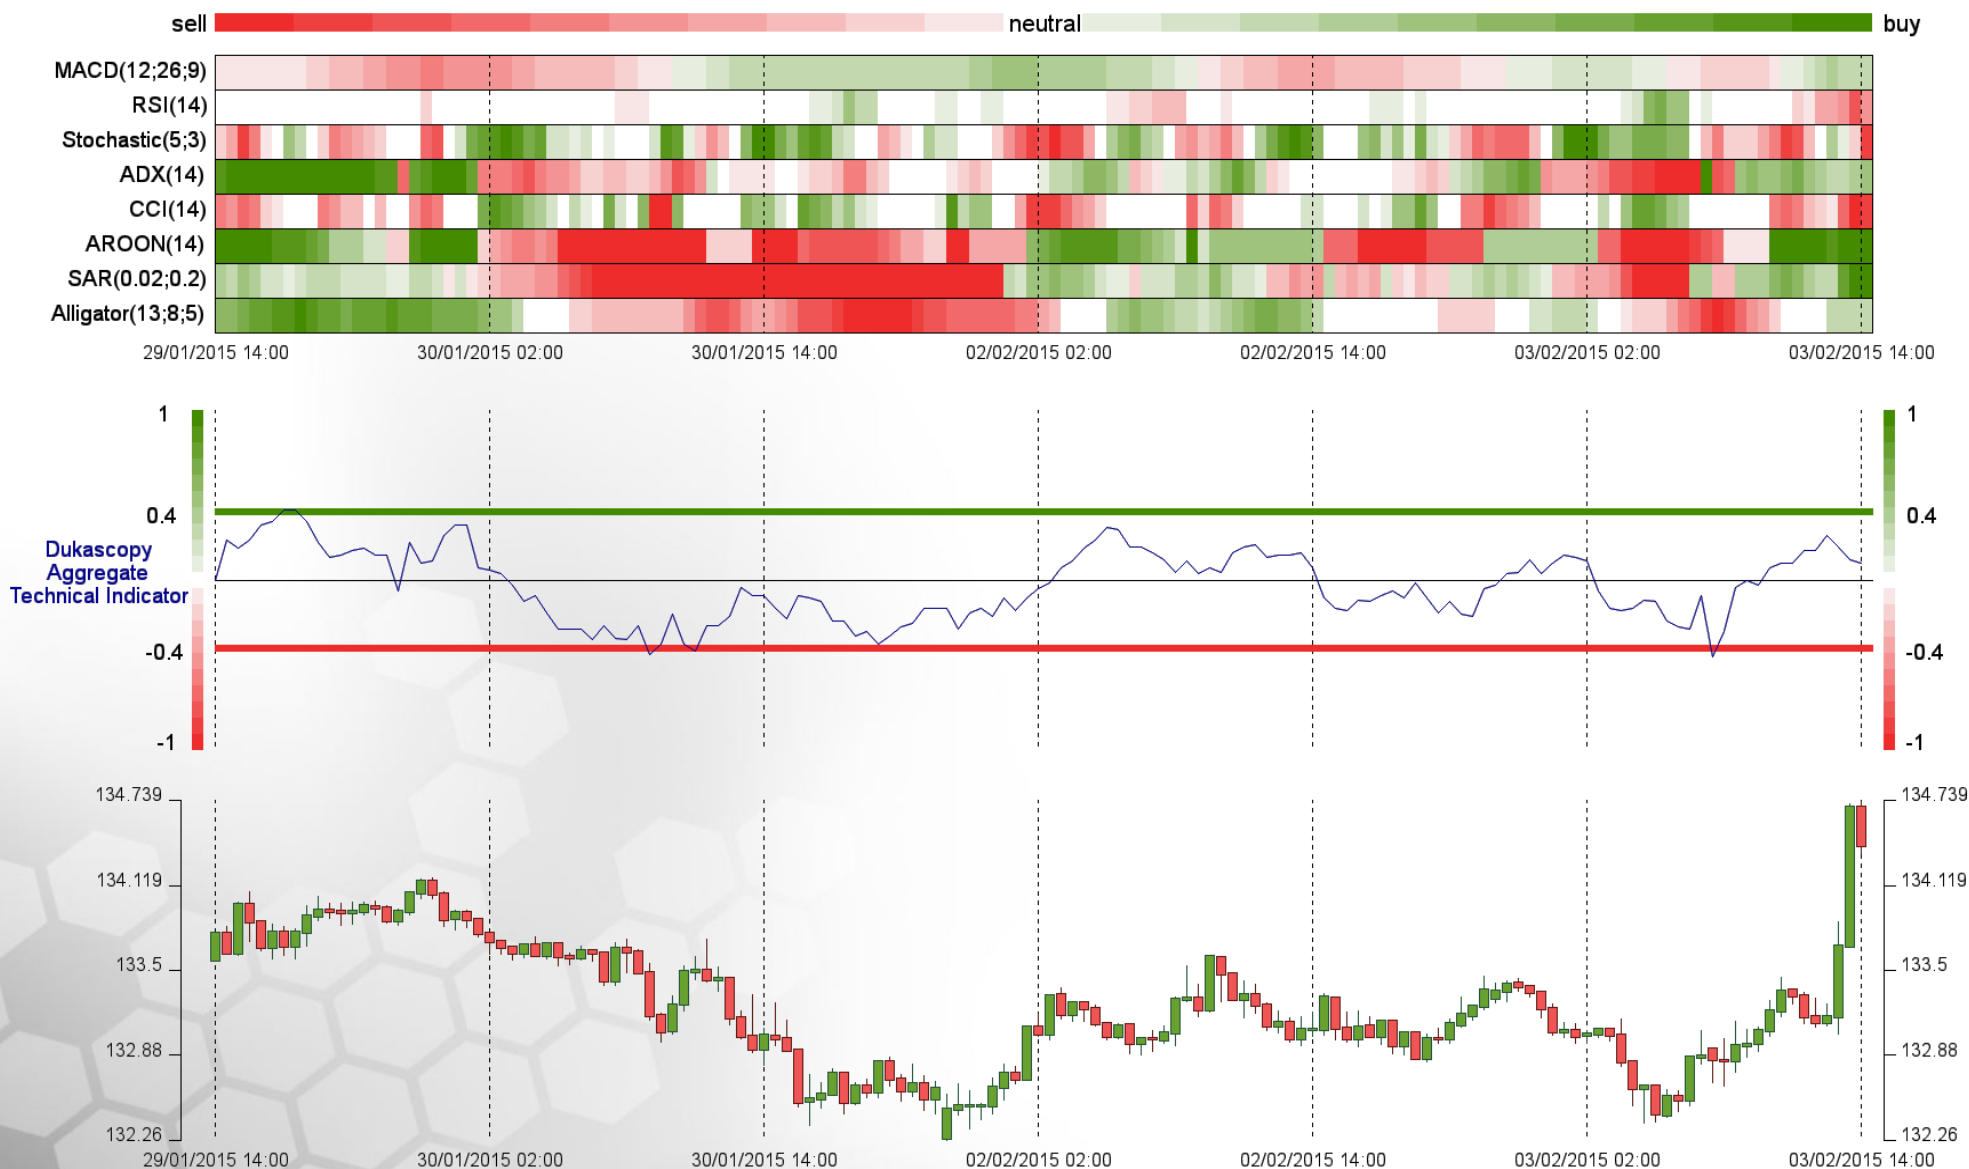 sell neutral buy
MACD(12;26;9)
RSI(14)
Stochastic(5;3)
ADX(14)
CCI(14)
AROON(14)
SAR(0.02;0.2)
Alligator(13;8;5)
29/01/2015 14:00 30/01/2015 02:00 30/01/2015 14:00 02/02/2015 02:00 02/02/2015 14:00 03/02/2015 02:00 03/02/2015 14:00
1 1
0.4 0.4
Dukascopy
Aggregate
Technical Indicator
-0.4 -0.4
-1 -1
134.739 134.739
134.119 134.119
133.5 133.5
132.88 132.88
132.26 132.26
29/01/2015 14:00 30/01/2015 02:00 30/01/2015 14:00 02/02/2015 02:00 02/02/2015 14:00 03/02/2015 02:00 03/02/2015 14:00